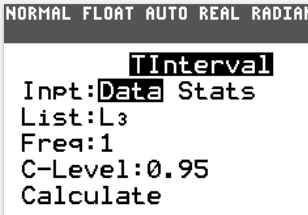 NORMAL FLOAT AUTO REAL RADIAN
TInterval
Inpt:Data Stats
List:L₃
Freq:1
C-Level:0.95
Calculate